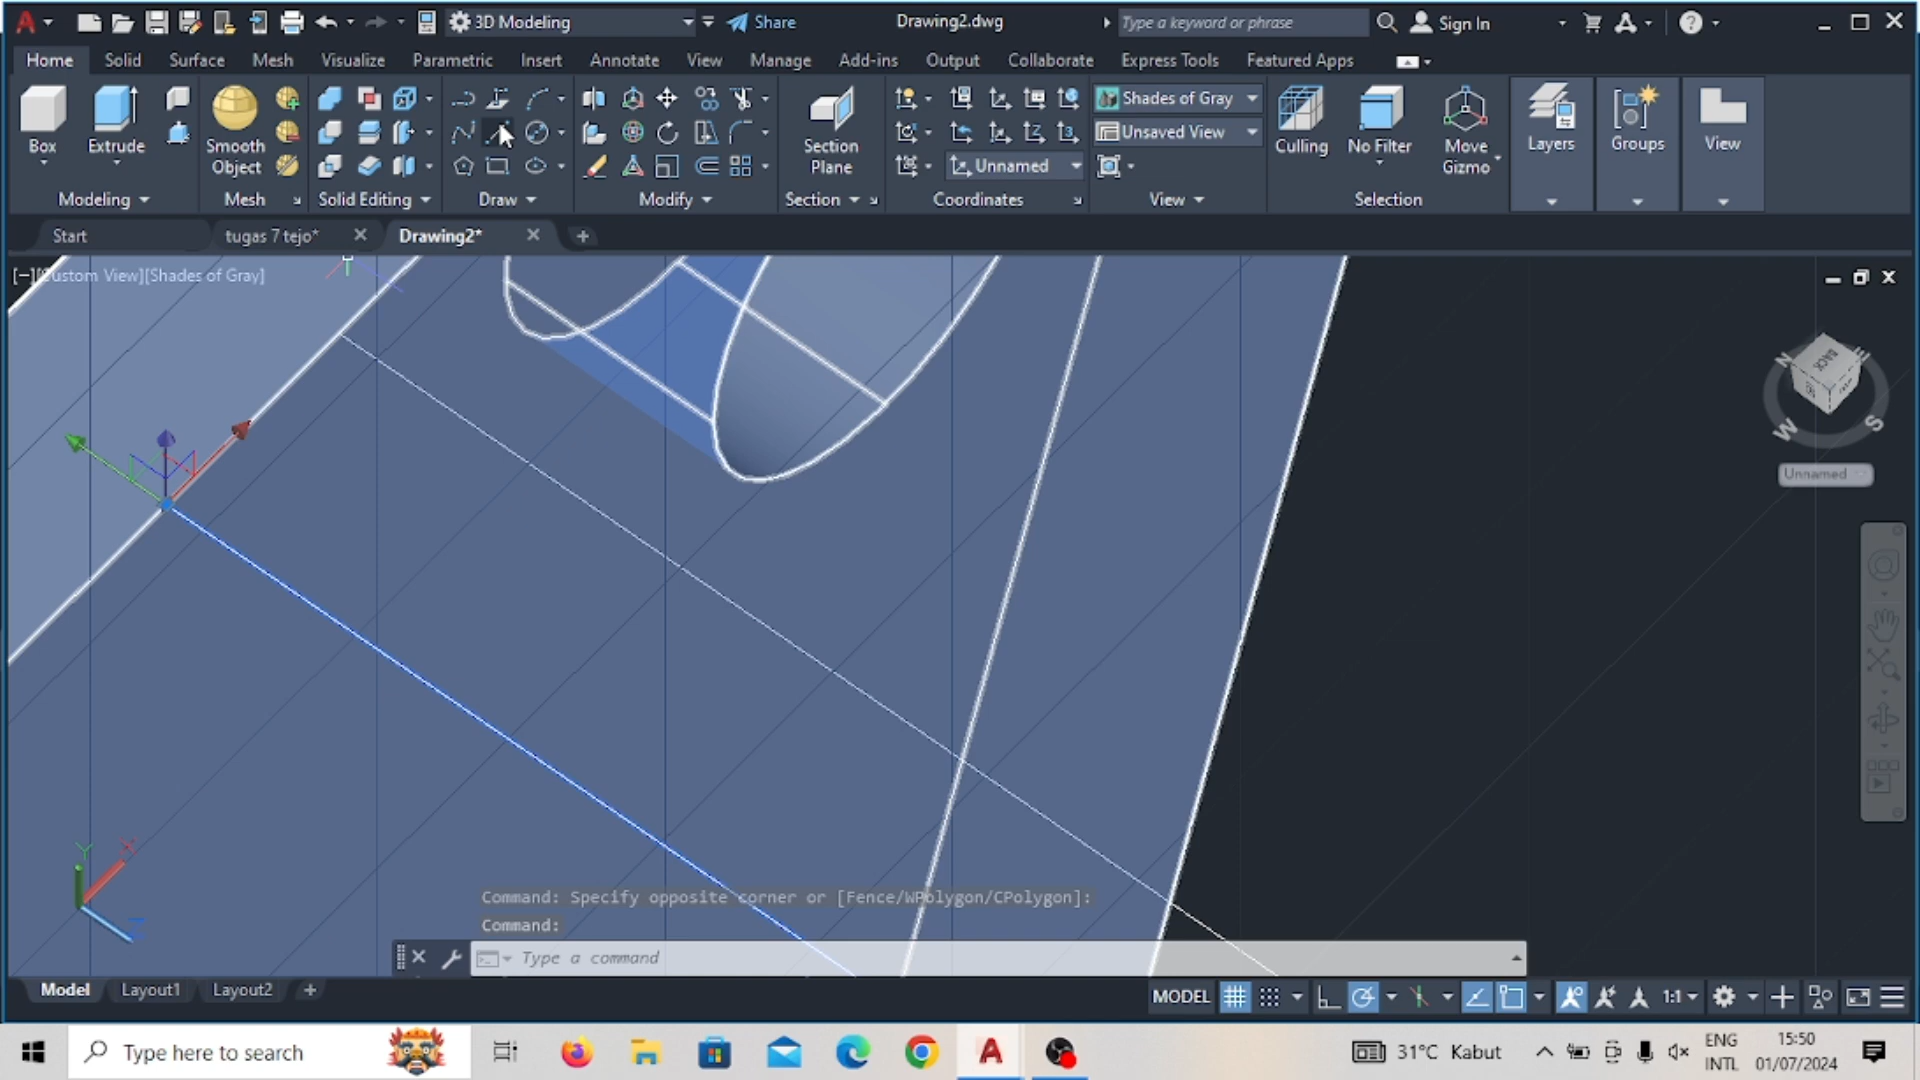 3D Modeling
Share
Drawing2.dwg
Type a keyword or phrase
Sign In
Home Solid Surface Mesh Visualize Parametric Insert Annotate View Manage Add-ins Output Collaborate Express Tools Featured Apps
Box
Extrude
Smooth
Object
Section
Plane
Shades of Gray
Unsaved View
Unnamed
Culling
No Filter
Move
Gizmo
Layers
Groups
View
Modeling
Mesh
Solid Editing
Draw
Modify
Section
Coordinates
View
Selection
Start
tugas 7 tejo*
Drawing2*
[−][Custom View][Shades of Gray]
BACK
N
E
W
S
Unnamed
Y
X
Z
Command: Specify opposite corner or [Fence/WPolygon/CPolygon]:
Command:
Type a command
Model
Layout1
Layout2
MODEL
1:1
Type here to search
31°C Kabut
ENG
INTL
15:50
01/07/2024